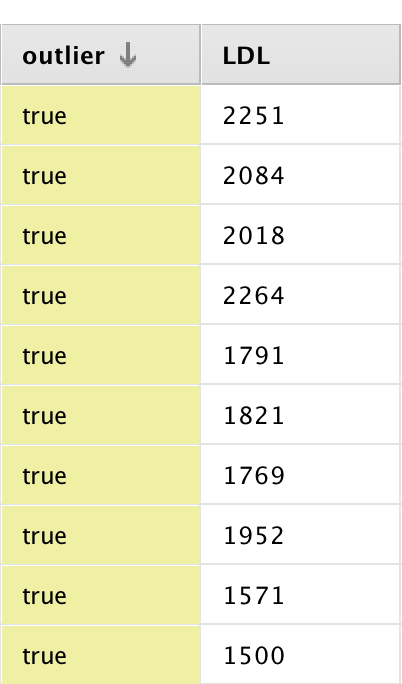 outlier LDL
true 2251
true 2084
true 2018
true 2264
true 1791
true 1821
true 1769
true 1952
true 1571
true 1500